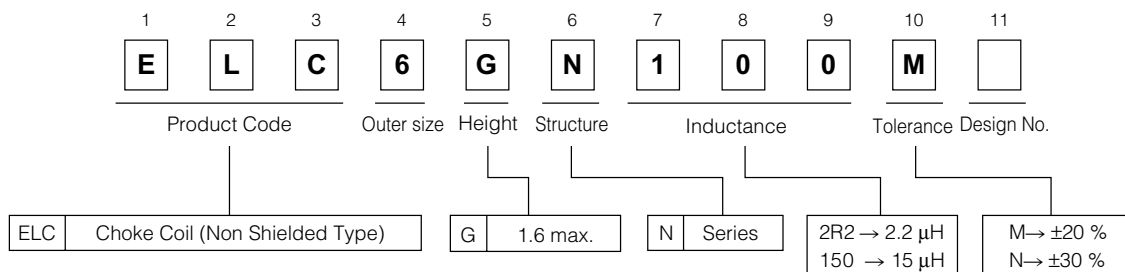 1 2 3 4 5 6 7 8 9 10 11
E L C 6 G N 1 0 0 M
Product Code Outer size Height Structure Inductance Tolerance Design No.
ELC Choke Coil (Non Shielded Type) G 1.6 max. N Series 2R2 → 2.2 μH M→ ±20 %
150 → 15 μH N→ ±30 %